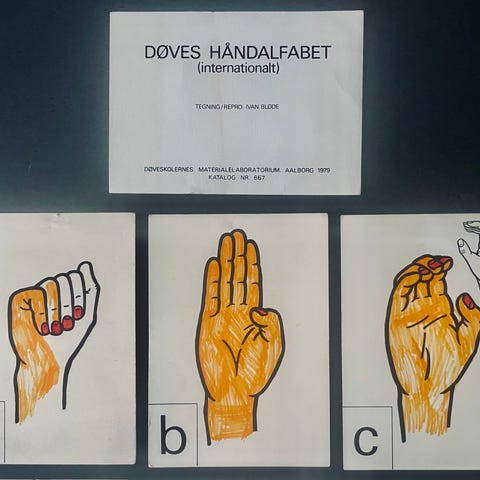 DØVES HÅNDALFABET
(internationalt)
TEGNING/REPRO. IVAN BLØDE
DØVESKOLERNES MATERIALELABORATORIUM. AALBORG 1979
KATALOG NR. 667
b
c